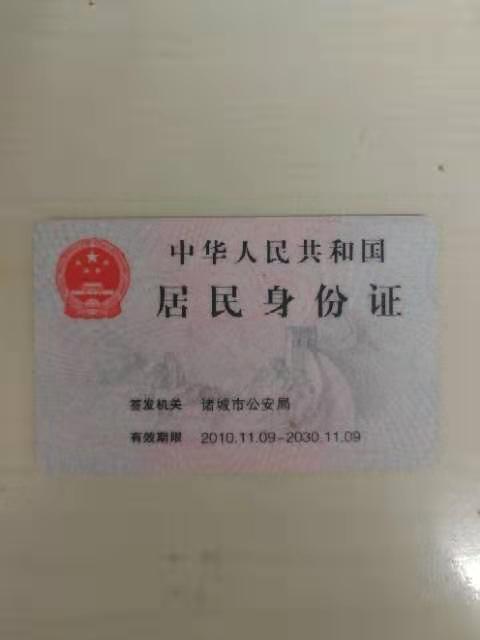 中华人民共和国
居民身份证
签发机关 诸城市公安局
有效期限 2010.11.09-2030.11.09